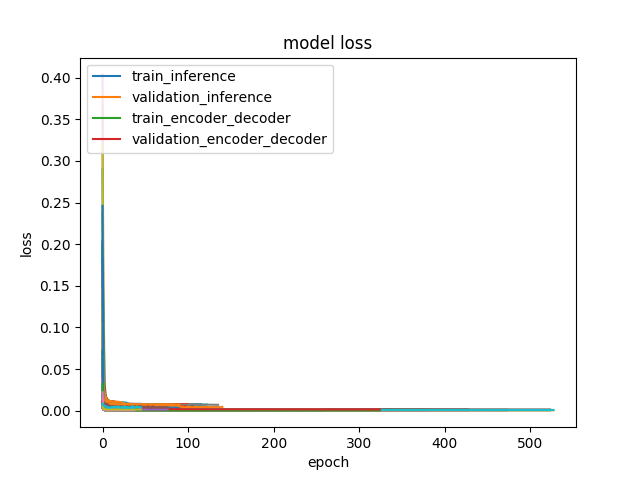 model loss
train_inference
validation_inference
train_encoder_decoder
validation_encoder_decoder
0.40
0.35
0.30
0.25
0.20
0.15
0.10
0.05
0.00
loss
0 100 200 300 400 500
epoch